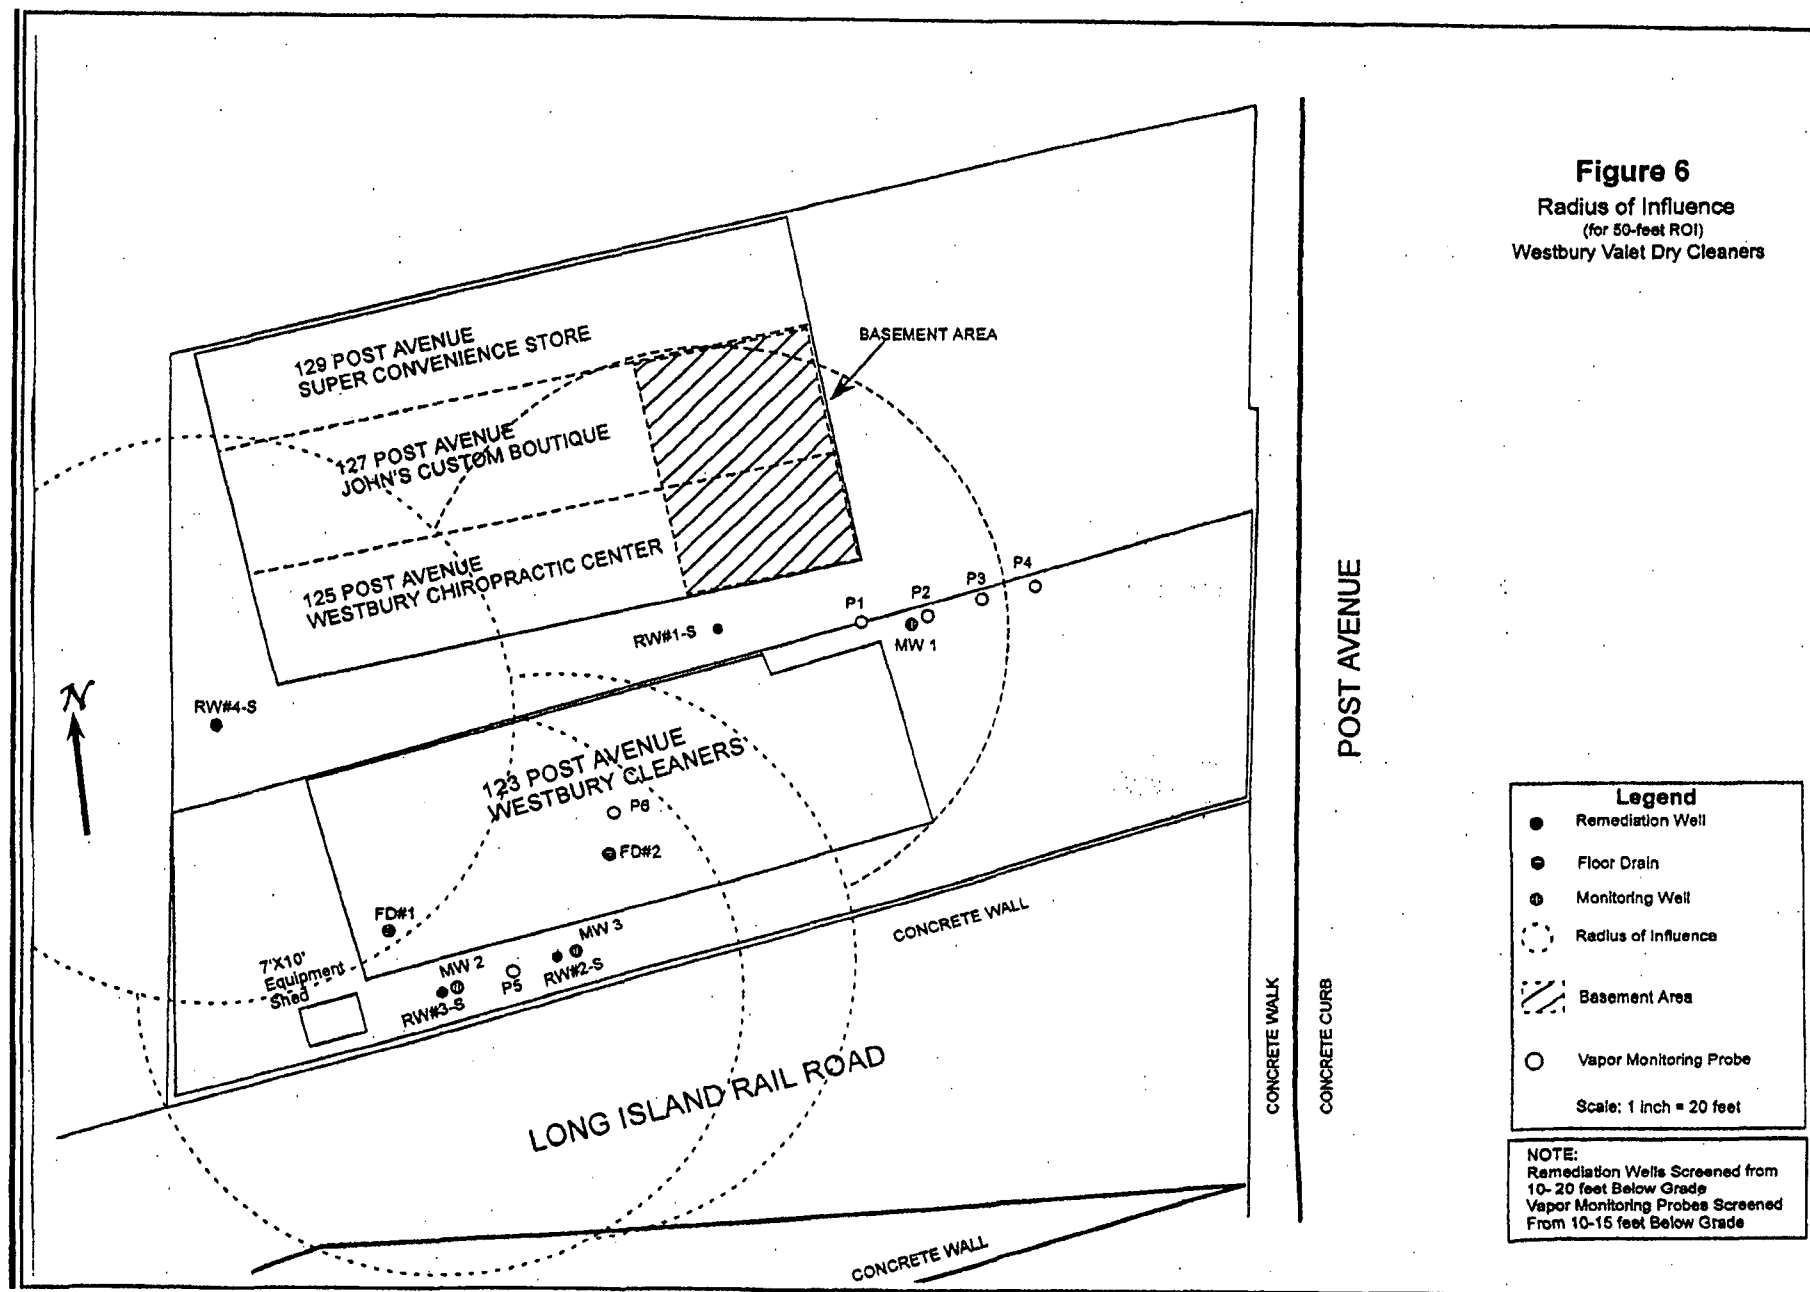 Figure 6
Radius of Influence
(for 50-feet ROI)
Westbury Valet Dry Cleaners
129 POST AVENUE
SUPER CONVENIENCE STORE
BASEMENT AREA
127 POST AVENUE
JOHN'S CUSTOM BOUTIQUE
125 POST AVENUE
WESTBURY CHIROPRACTIC CENTER
P4
P3
P2
P1
RW#1-S
MW 1
N
RW#4-S
123 POST AVENUE
WESTBURY CLEANERS
P6
FD#2
FD#1
MW 3
MW 2
RW#2-S
P5
RW#3-S
7'X10'
Equipment
Shed
CONCRETE WALL
LONG ISLAND RAIL ROAD
CONCRETE WALL
POST AVENUE
CONCRETE WALK
CONCRETE CURB
Legend
Remediation Well
Floor Drain
Monitoring Well
Radius of Influence
Basement Area
Vapor Monitoring Probe
Scale: 1 inch = 20 feet
NOTE:
Remediation Wells Screened from
10- 20 feet Below Grade
Vapor Monitoring Probes Screened
From 10-15 feet Below Grade